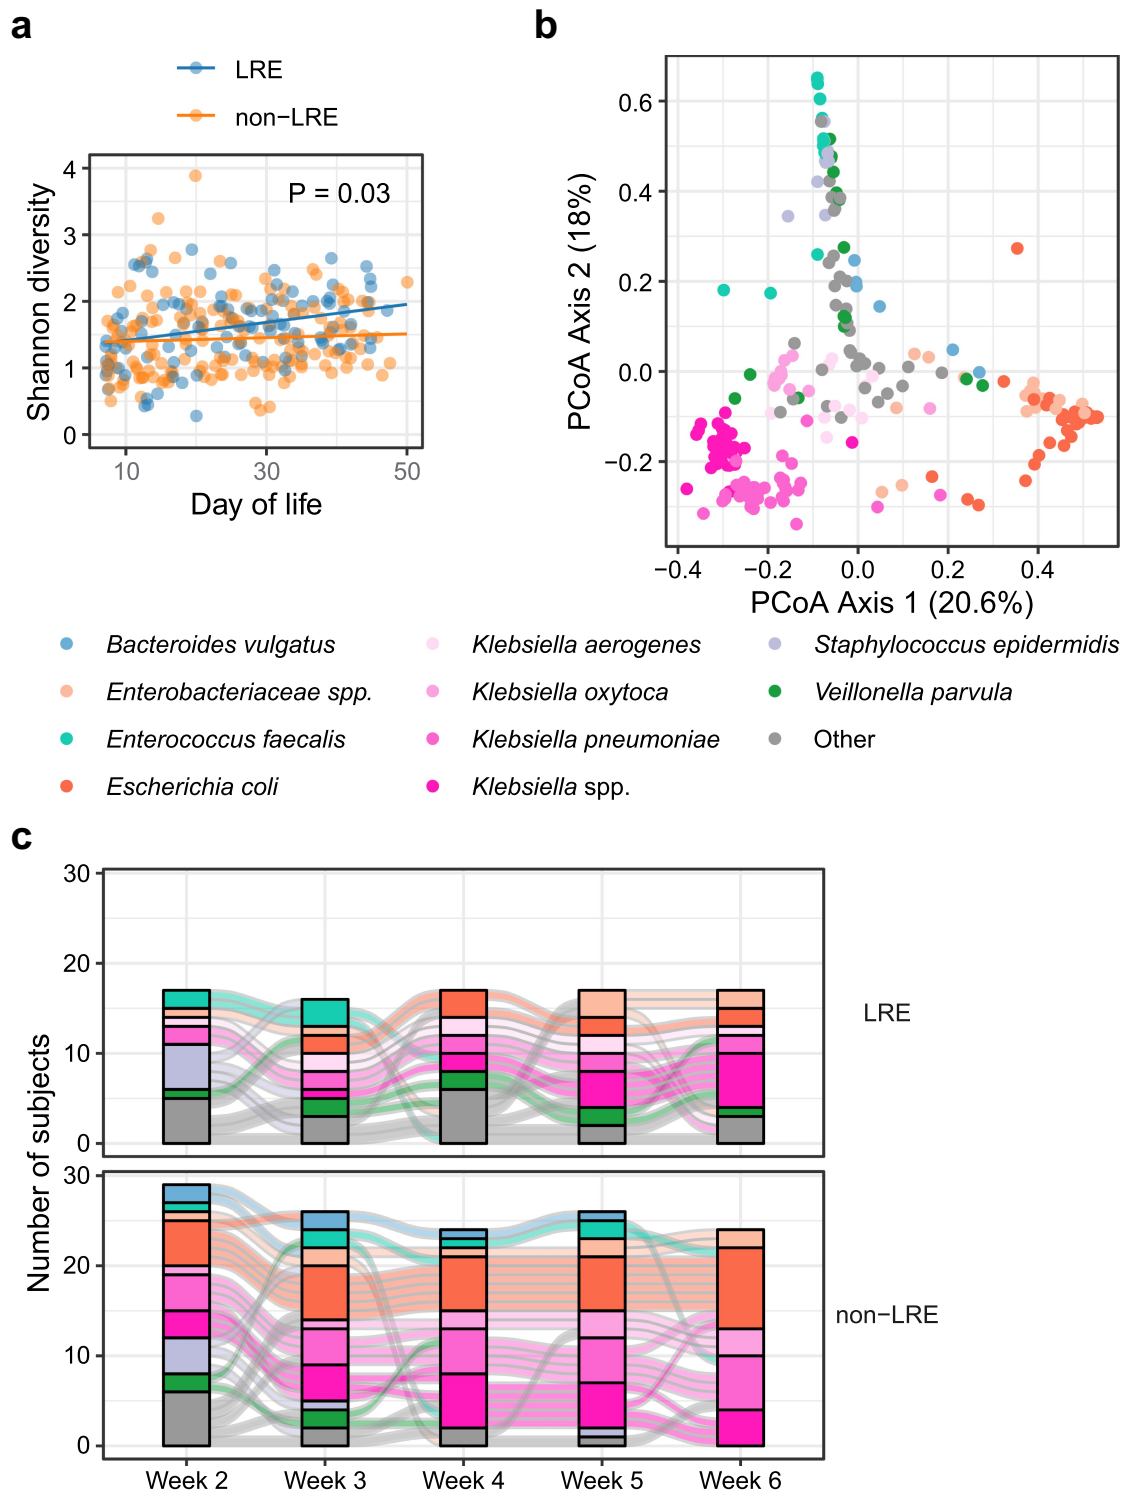 a
LRE
non−LRE
Shannon diversity
4
3
2
1
0
P = 0.03
10
30
50
Day of life
b
PCoA Axis 2 (18%)
0.6
0.4
0.2
0.0
−0.2
−0.4
−0.2
0.0
0.2
0.4
PCoA Axis 1 (20.6%)
Bacteroides vulgatus
Enterobacteriaceae spp.
Enterococcus faecalis
Escherichia coli
Klebsiella aerogenes
Klebsiella oxytoca
Klebsiella pneumoniae
Klebsiella spp.
Staphylococcus epidermidis
Veillonella parvula
Other
c
Number of subjects
30
20
10
0
LRE
30
20
10
0
non−LRE
Week 2
Week 3
Week 4
Week 5
Week 6